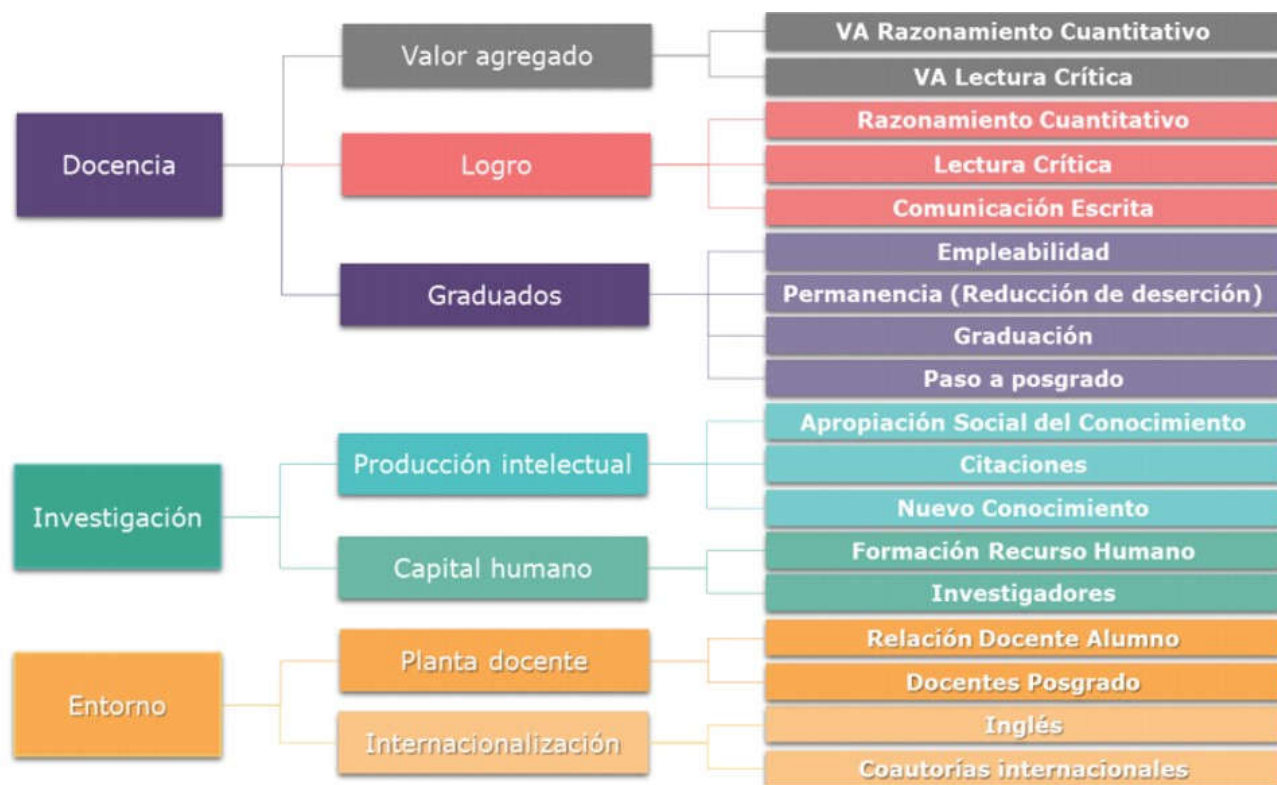 Docencia
Valor agregado
VA Razonamiento Cuantitativo
VA Lectura Crítica
Logro
Razonamiento Cuantitativo
Lectura Crítica
Comunicación Escrita
Graduados
Empleabilidad
Permanencia (Reducción de deserción)
Graduación
Paso a posgrado
Investigación
Producción intelectual
Apropiación Social del Conocimiento
Citaciones
Nuevo Conocimiento
Capital humano
Formación Recurso Humano
Investigadores
Entorno
Planta docente
Relación Docente Alumno
Docentes Posgrado
Internacionalización
Inglés
Coautorías internacionales